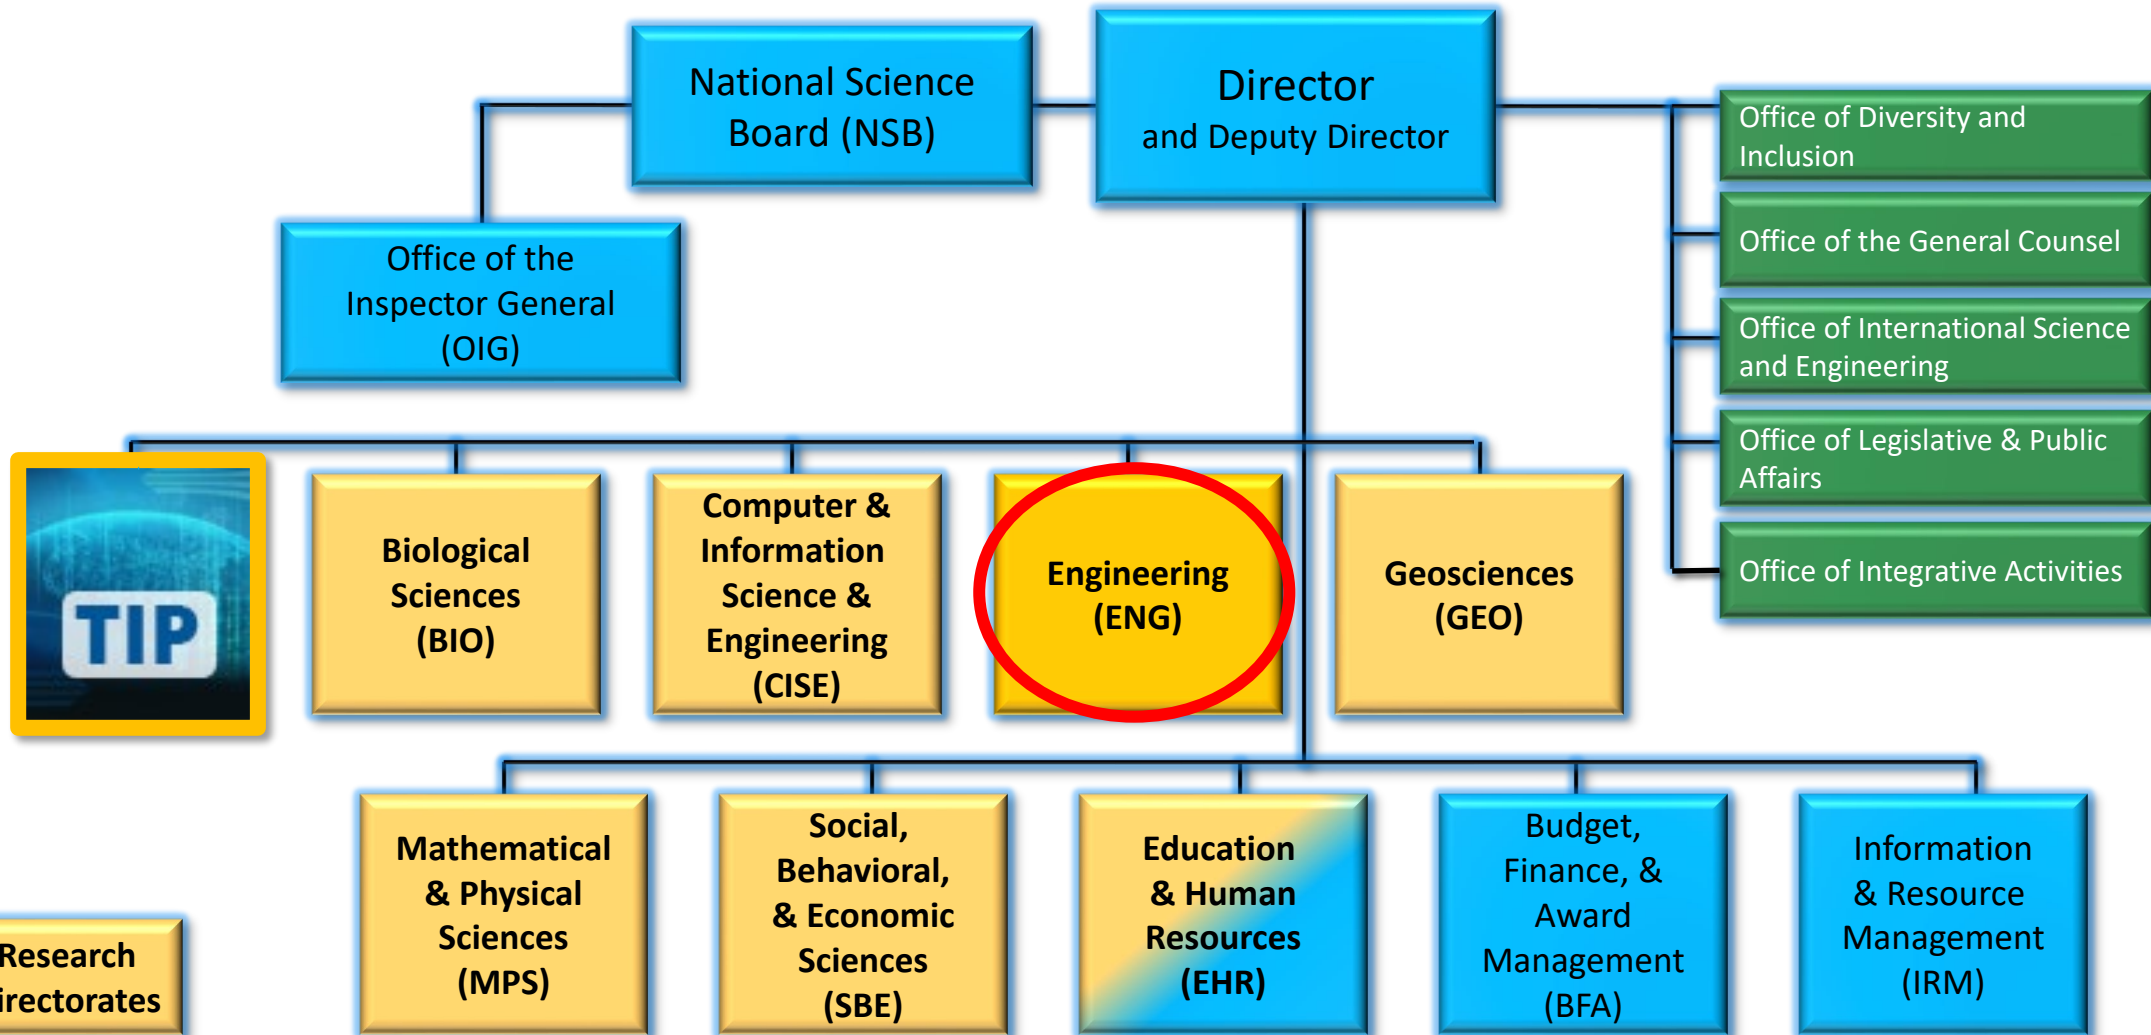 National Science
Board (NSB)
Director
and Deputy Director
Office of Diversity and
Inclusion
Office of the General Counsel
Office of International Science
and Engineering
Office of Legislative & Public
Affairs
Office of Integrative Activities
Office of the
Inspector General
(OIG)
TIP
Biological
Sciences
(BIO)
Computer &
Information
Science &
Engineering
(CISE)
Engineering
(ENG)
Geosciences
(GEO)
Mathematical
& Physical
Sciences
(MPS)
Social,
Behavioral,
& Economic
Sciences
(SBE)
Education
& Human
Resources
(EHR)
Budget,
Finance, &
Award
Management
(BFA)
Information
& Resource
Management
(IRM)
Research
irectorates